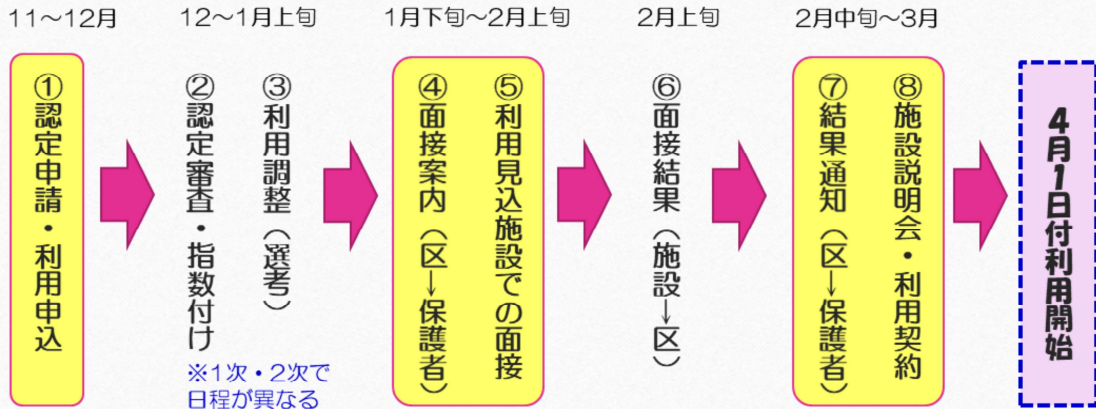 11～12月
12～1月上旬
1月下旬～2月上旬
2月上旬
2月中旬～3月
①認定申請・利用申込
②認定審査・指数付け
③利用調整（選考）
※1次・2次で
日程が異なる
④面接案内（区→保護者）
⑤利用見込施設での面接
⑥面接結果（施設→区）
⑦結果通知（区→保護者）
⑧施設説明会・利用契約
4月1日付利用開始